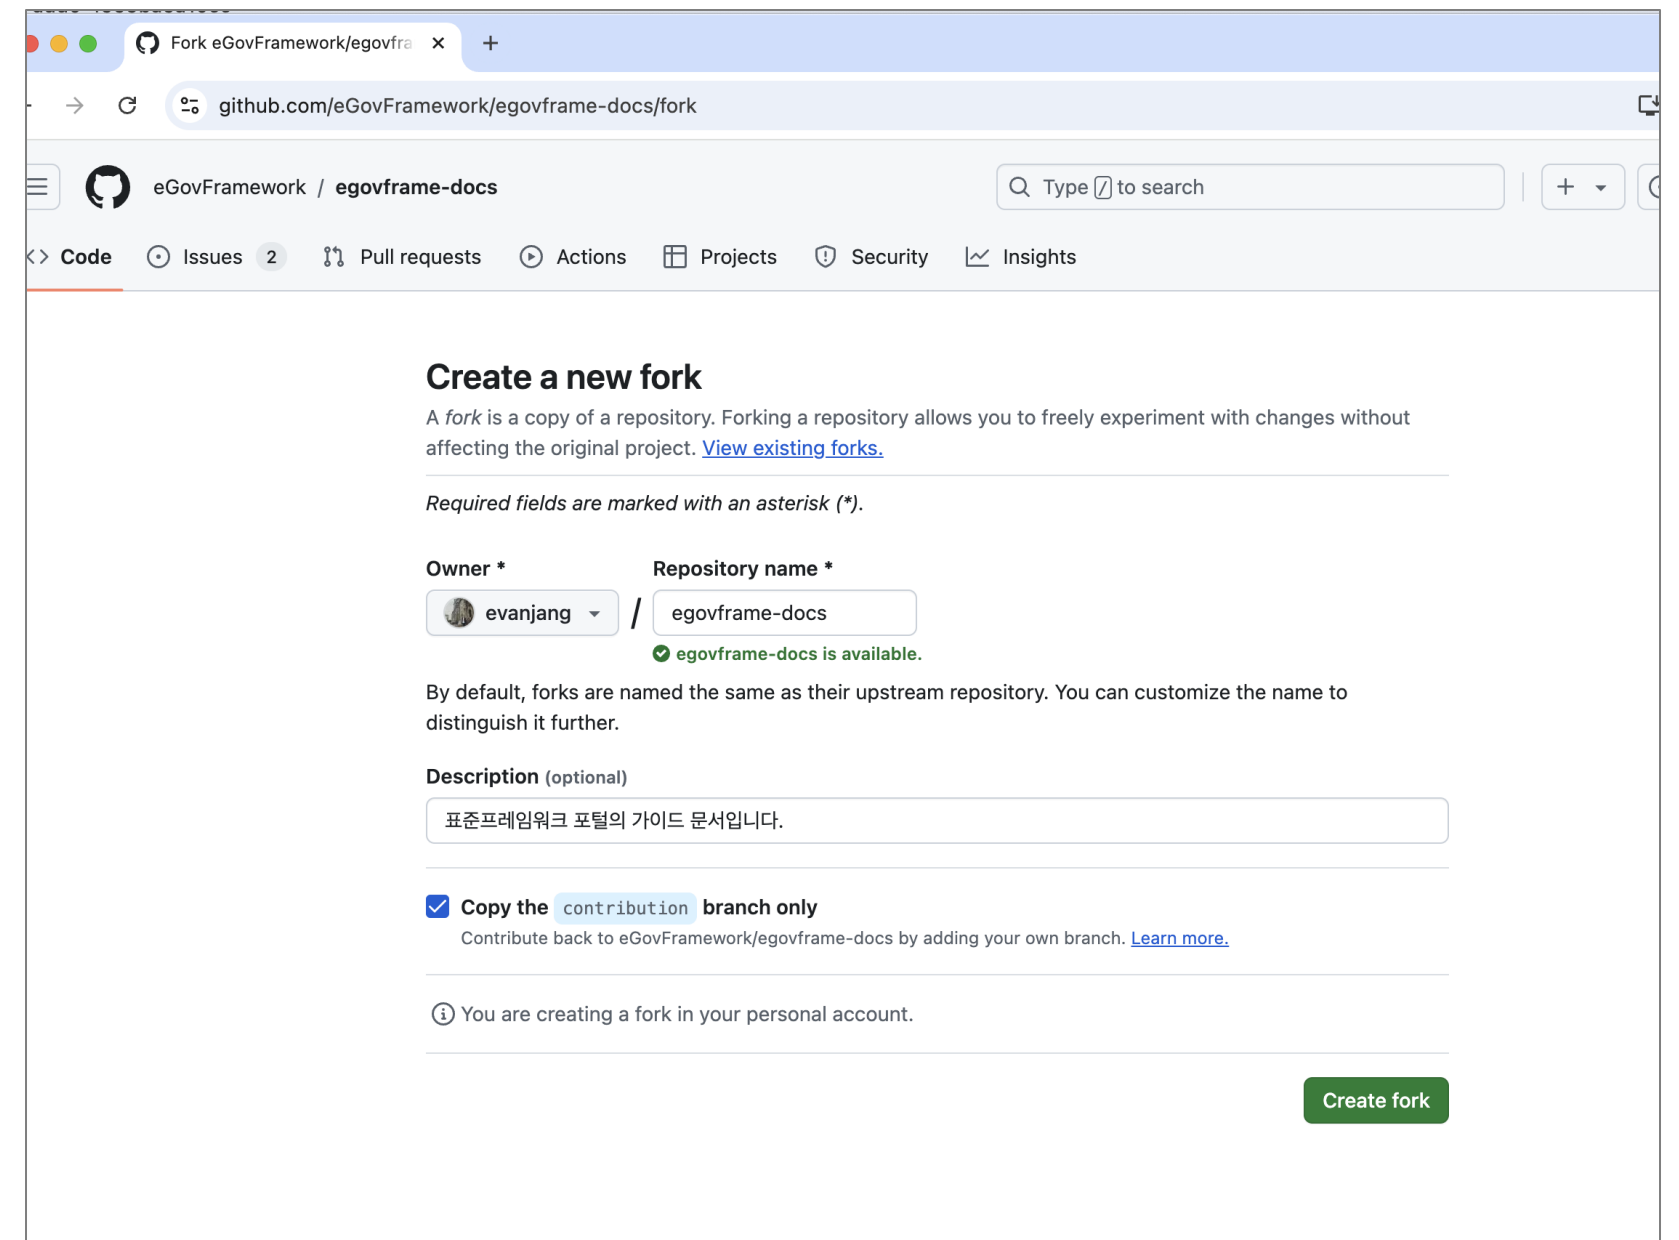 Fork eGovFramework/egovfra
github.com/eGovFramework/egovframe-docs/fork
eGovFramework / egovframe-docs
Type / to search
Code Issues 2 Pull requests Actions Projects Security Insights
Create a new fork
A fork is a copy of a repository. Forking a repository allows you to freely experiment with changes without
affecting the original project. View existing forks.
Required fields are marked with an asterisk (*).
Owner * Repository name *
evanjang / egovframe-docs
egovframe-docs is available.
By default, forks are named the same as their upstream repository. You can customize the name to
distinguish it further.
Description (optional)
표준프레임워크 포털의 가이드 문서입니다.
Copy the contribution branch only
Contribute back to eGovFramework/egovframe-docs by adding your own branch. Learn more.
You are creating a fork in your personal account.
Create fork